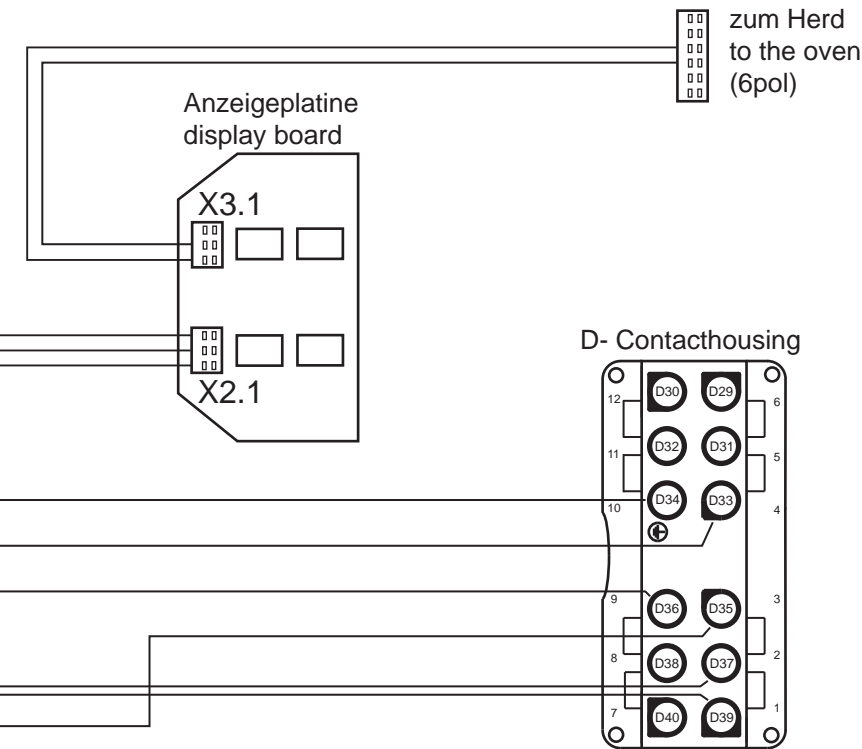 zum Herd
to the oven
(6pol)
Anzeigeplatine
display board
X3.1
X2.1
D- Contacthousing
12 D30 D29 6
11 D32 D31 5
10 D34 D33 4
9 D36 D35 3
8 D38 D37 2
7 D40 D39 1